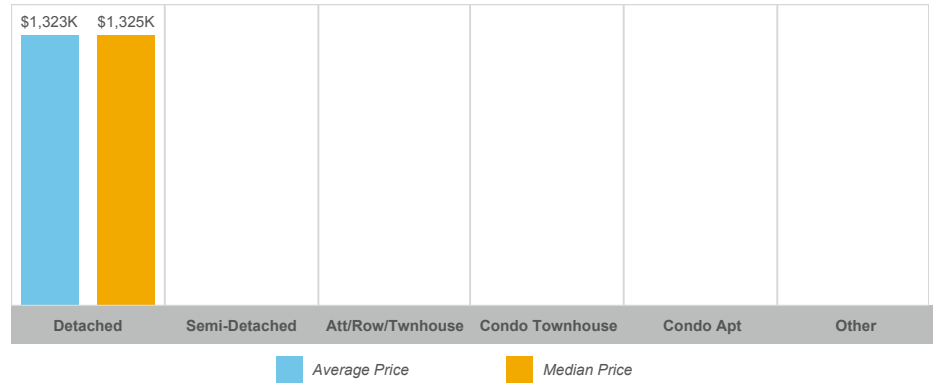 $1,323K $1,325K
Detached Semi-Detached Att/Row/Twnhouse Condo Townhouse Condo Apt Other
Average Price Median Price